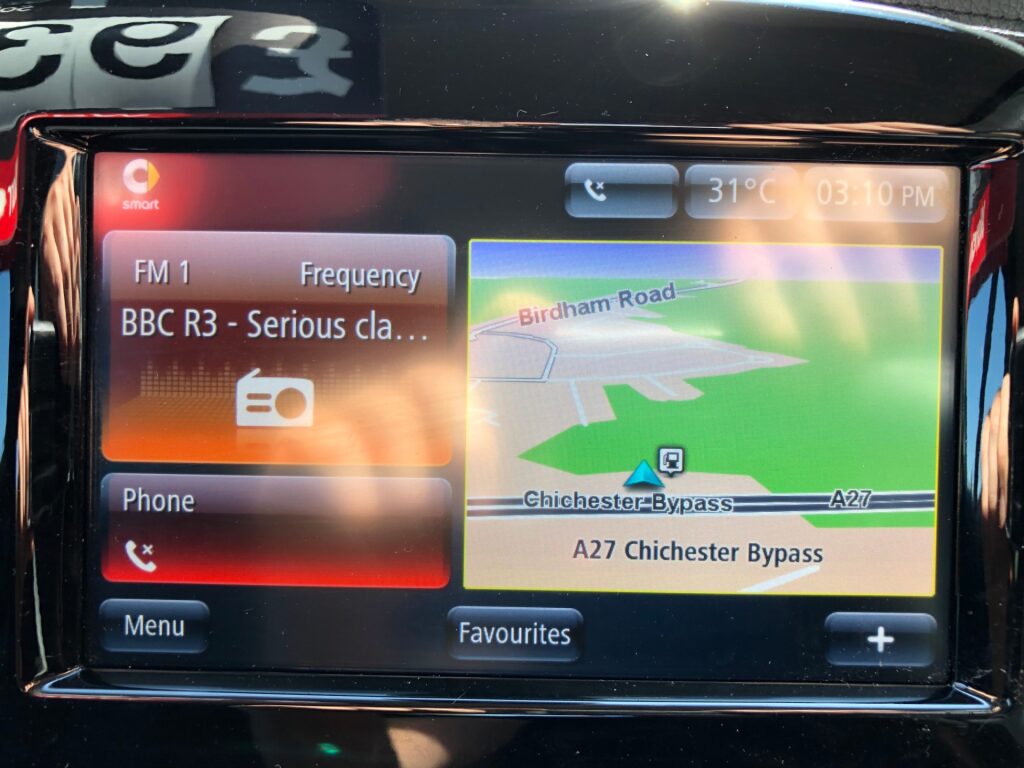 smart
31°C
03:10 PM
FM 1
Frequency
BBC R3 - Serious cla...
Phone
Birdham Road
Chichester Bypass
A27
A27 Chichester Bypass
Menu
Favourites
+